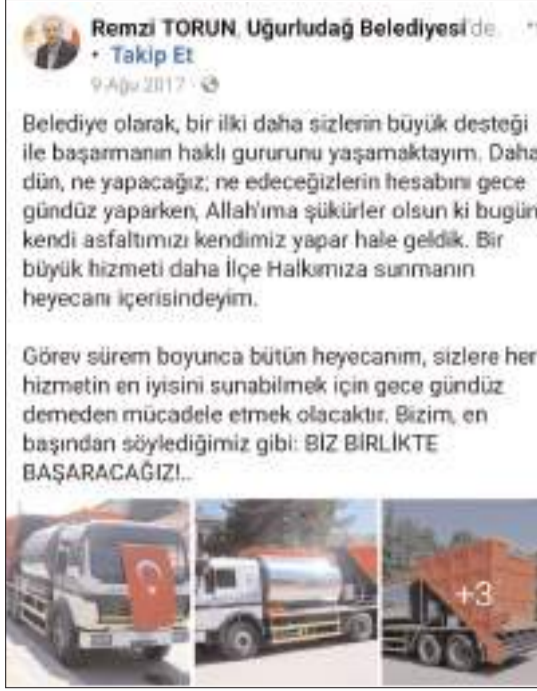 Remzi TORUN, Uğurludağ Belediyesi'de.
• Takip Et
9 Ağu 2017 ·
Belediye olarak, bir ilki daha sizlerin büyük desteği
ile başarmanın haklı gururunu yaşamaktayım. Daha
dün, ne yapacağız; ne edeceğizlerin hesabını gece
gündüz yaparken, Allah'ıma şükürler olsun ki bugün
kendi asfaltımızı kendimiz yapar hale geldik. Bir
büyük hizmeti daha İlçe Halkımıza sunmanın
heyecanı içerisindeyim.
Görev sürem boyunca bütün heyecanım, sizlere her
hizmetin en iyisini sunabilmek için gece gündüz
demeden mücadele etmek olacaktır. Bizim, en
başından söylediğimiz gibi: BİZ BİRLİKTE
BAŞARACAĞIZ!..
+3